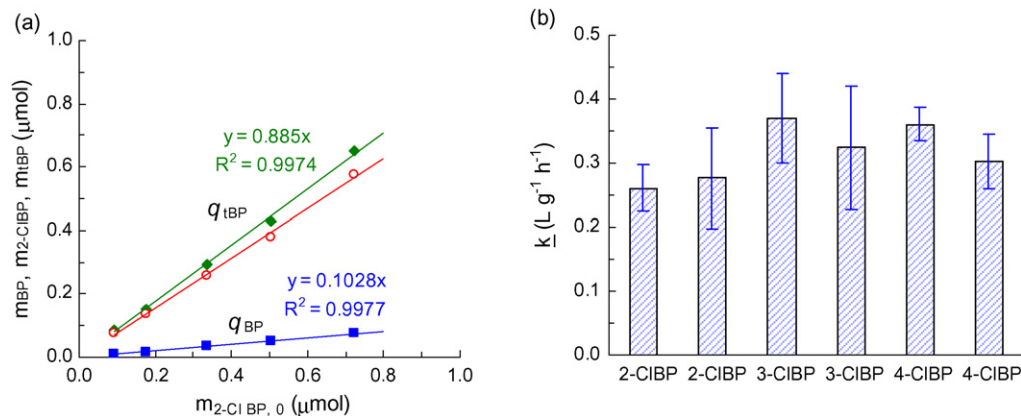 (a)
1.0
0.8
0.6
0.4
0.2
0.0
mBP, m2-ClBP, mtBP (μmol)
y = 0.885x
R² = 0.9974
qtBP
y = 0.1028x
R² = 0.9977
qBP
0.0 0.2 0.4 0.6 0.8 1.0
m2-Cl BP, 0 (μmol)
(b)
0.5
0.4
0.3
0.2
0.1
0.0
k (L g⁻¹ h⁻¹)
2-ClBP 2-ClBP 3-ClBP 3-ClBP 4-ClBP 4-ClBP